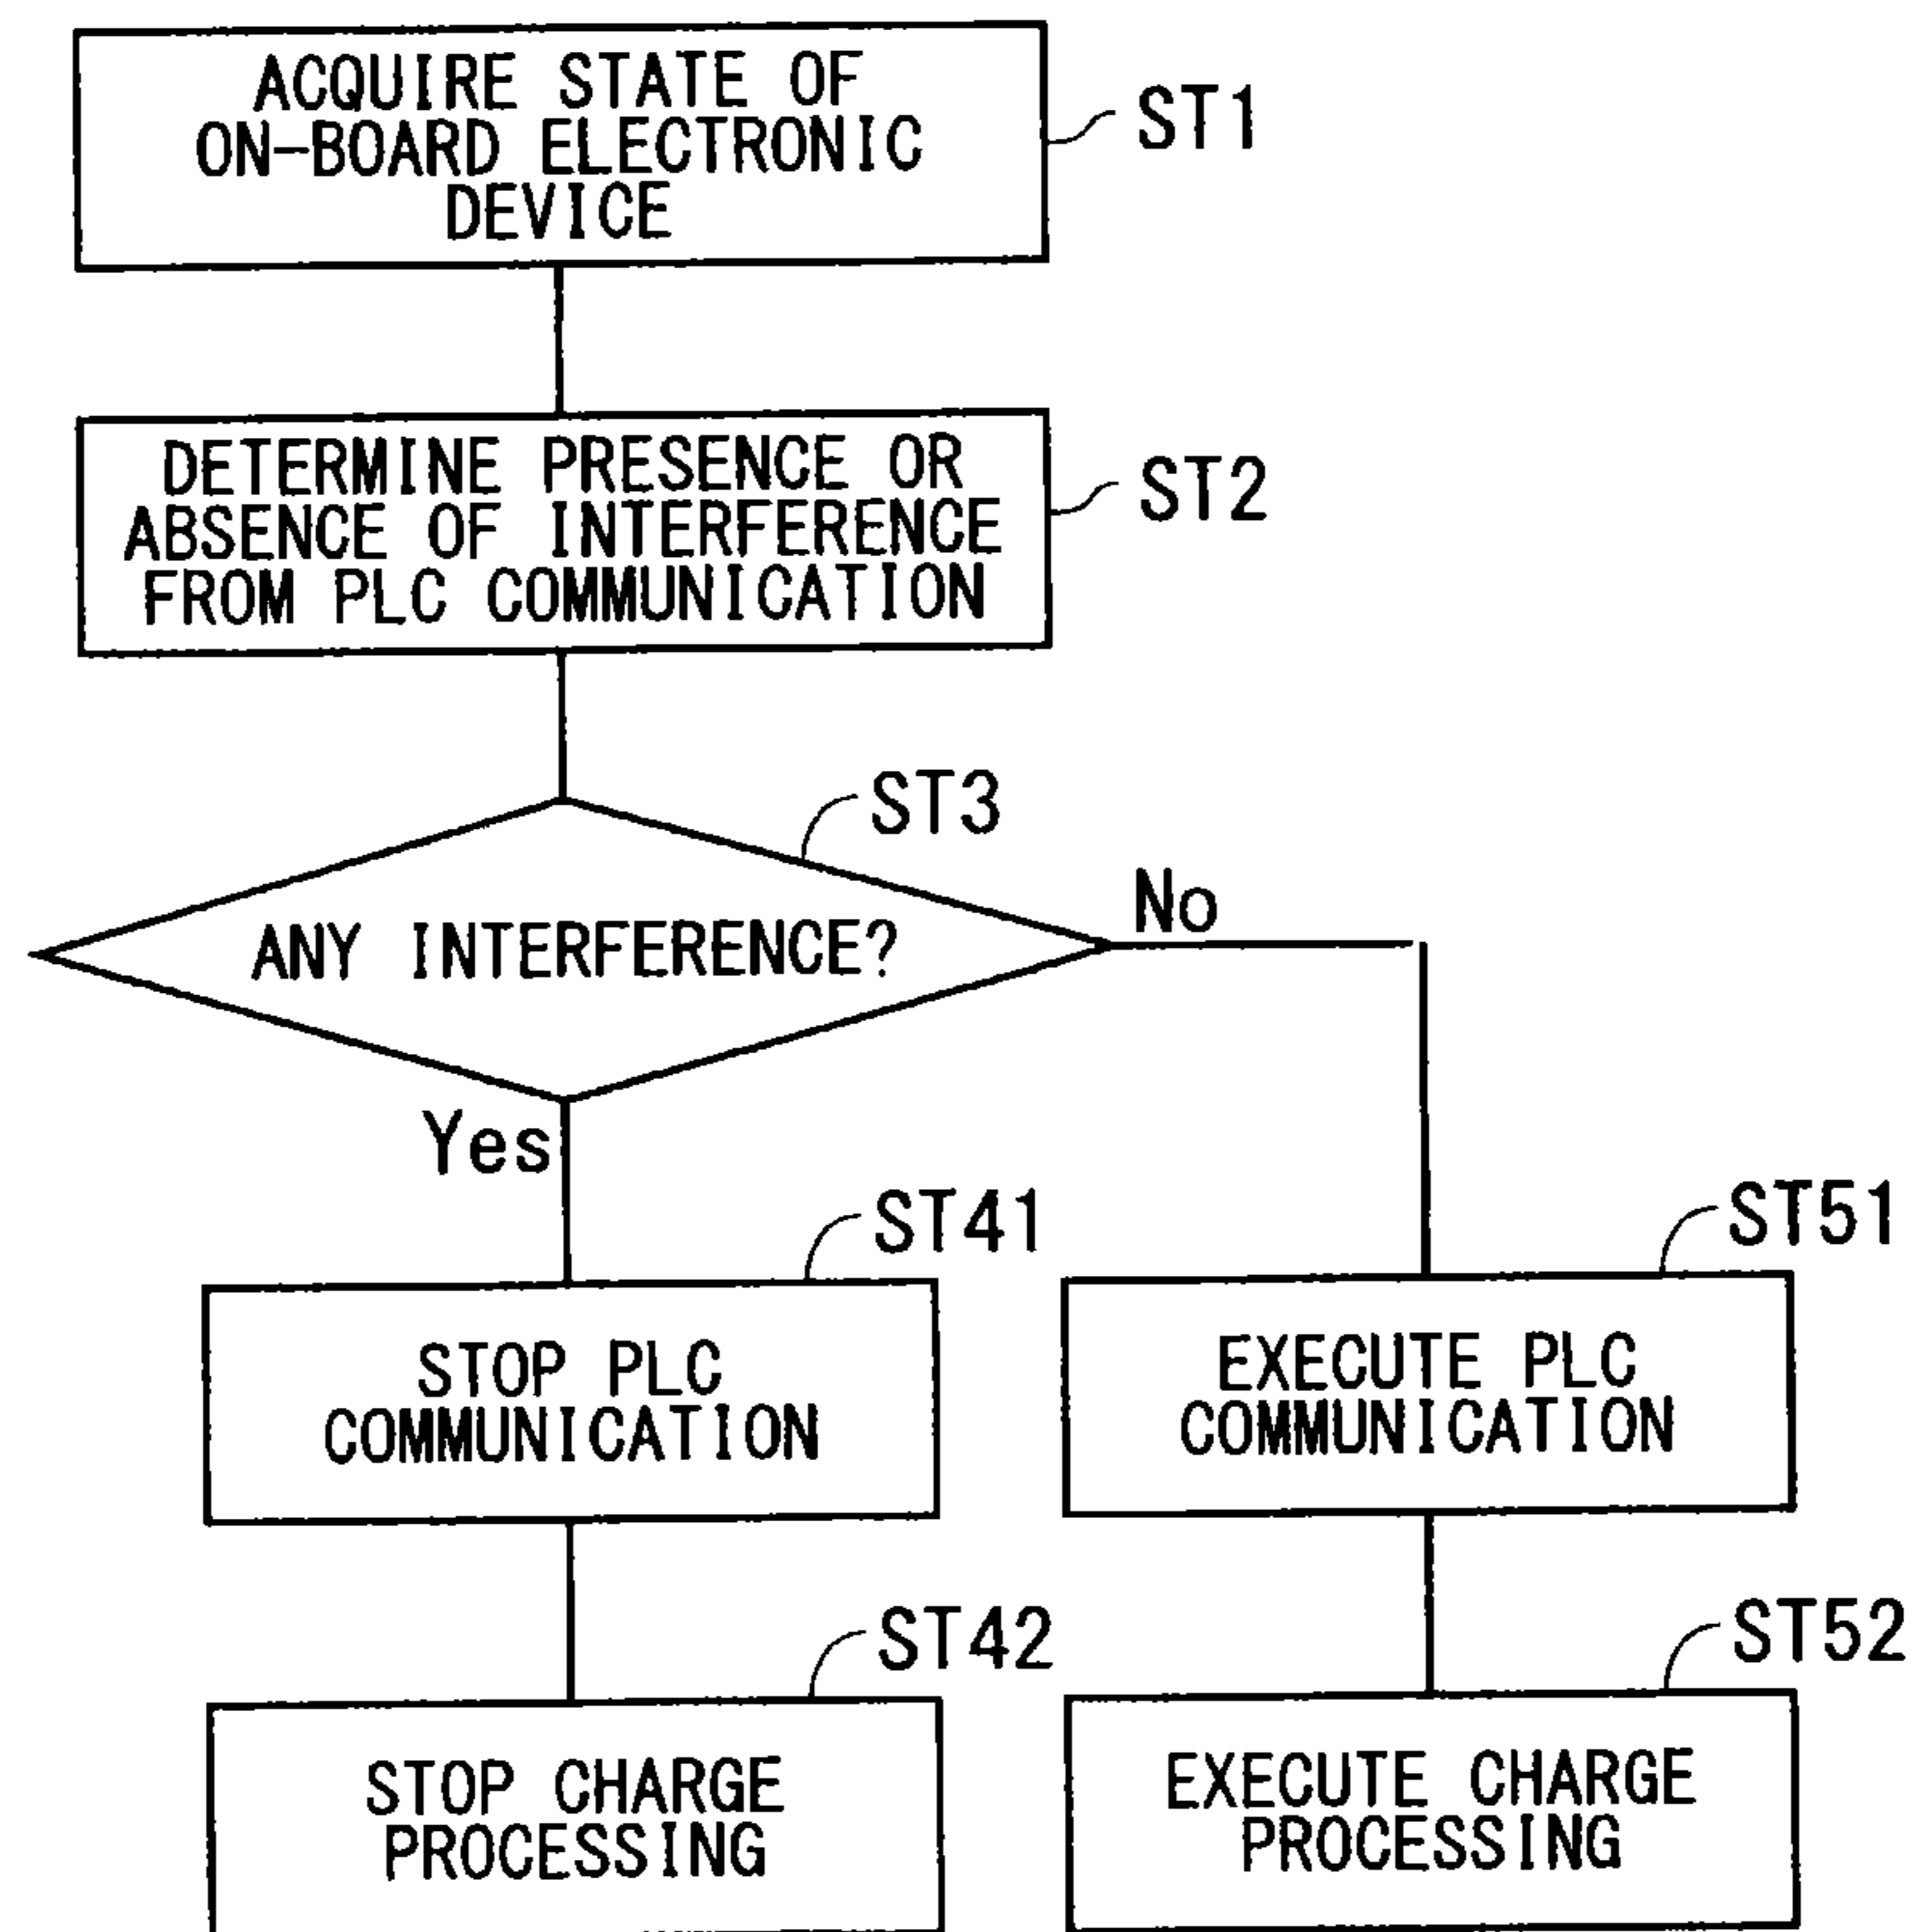 ACQUIRE STATE OF
ON-BOARD ELECTRONIC
DEVICE
ST1
DETERMINE PRESENCE OR
ABSENCE OF INTERFERENCE
FROM PLC COMMUNICATION
ST2
ST3
ANY INTERFERENCE?
No
Yes
ST41
STOP PLC
COMMUNICATION
ST51
EXECUTE PLC
COMMUNICATION
ST42
STOP CHARGE
PROCESSING
ST52
EXECUTE CHARGE
PROCESSING